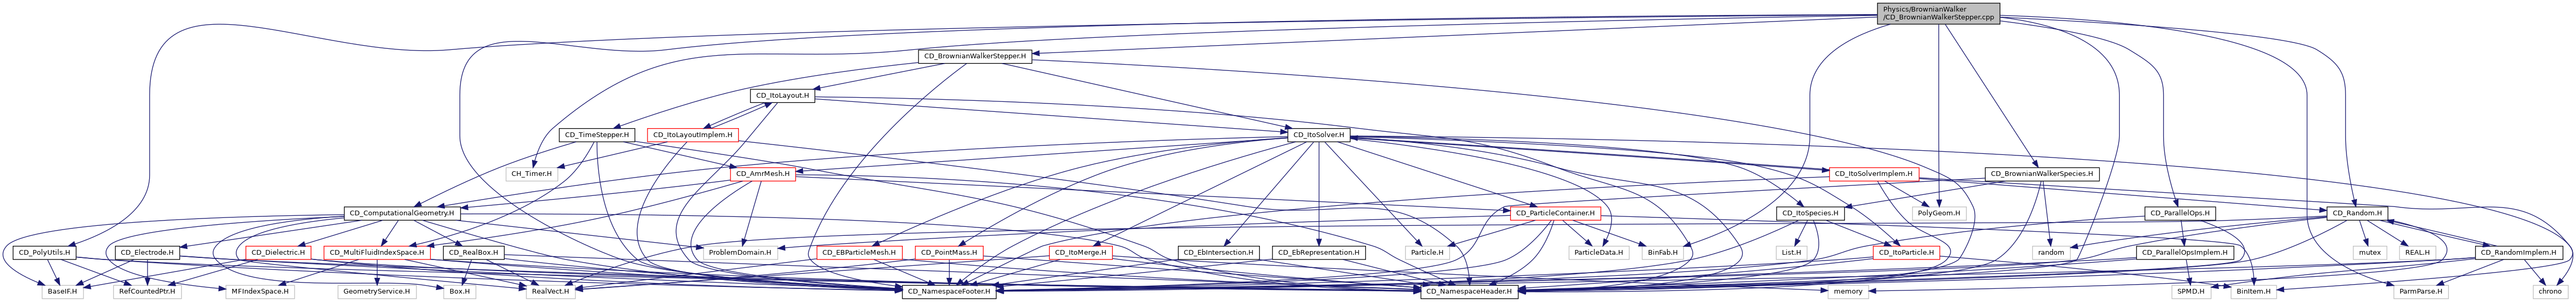 Physics/BrownianWalker
/CD_BrownianWalkerStepper.cpp
CD_BrownianWalkerStepper.H
CD_ItoLayout.H
CD_TimeStepper.H
CD_ItoLayoutImplem.H
CD_ItoSolver.H
CH_Timer.H
CD_AmrMesh.H
CD_ItoSolverImplem.H
CD_BrownianWalkerSpecies.H
CD_ComputationalGeometry.H
CD_ParticleContainer.H
CD_ItoSpecies.H
PolyGeom.H
CD_ParallelOps.H
CD_Random.H
CD_PolyUtils.H
CD_Electrode.H
CD_Dielectric.H
CD_MultiFluidIndexSpace.H
CD_RealBox.H
ProblemDomain.H
CD_EBParticleMesh.H
CD_PointMass.H
CD_ItoMerge.H
CD_EbIntersection.H
CD_EbRepresentation.H
Particle.H
ParticleData.H
BinFab.H
List.H
CD_ItoParticle.H
random
CD_ParallelOpsImplem.H
mutex
REAL.H
CD_RandomImplem.H
BaseIF.H
RefCountedPtr.H
MFIndexSpace.H
GeometryService.H
Box.H
RealVect.H
CD_NamespaceFooter.H
CD_NamespaceHeader.H
memory
SPMD.H
BinItem.H
ParmParse.H
chrono